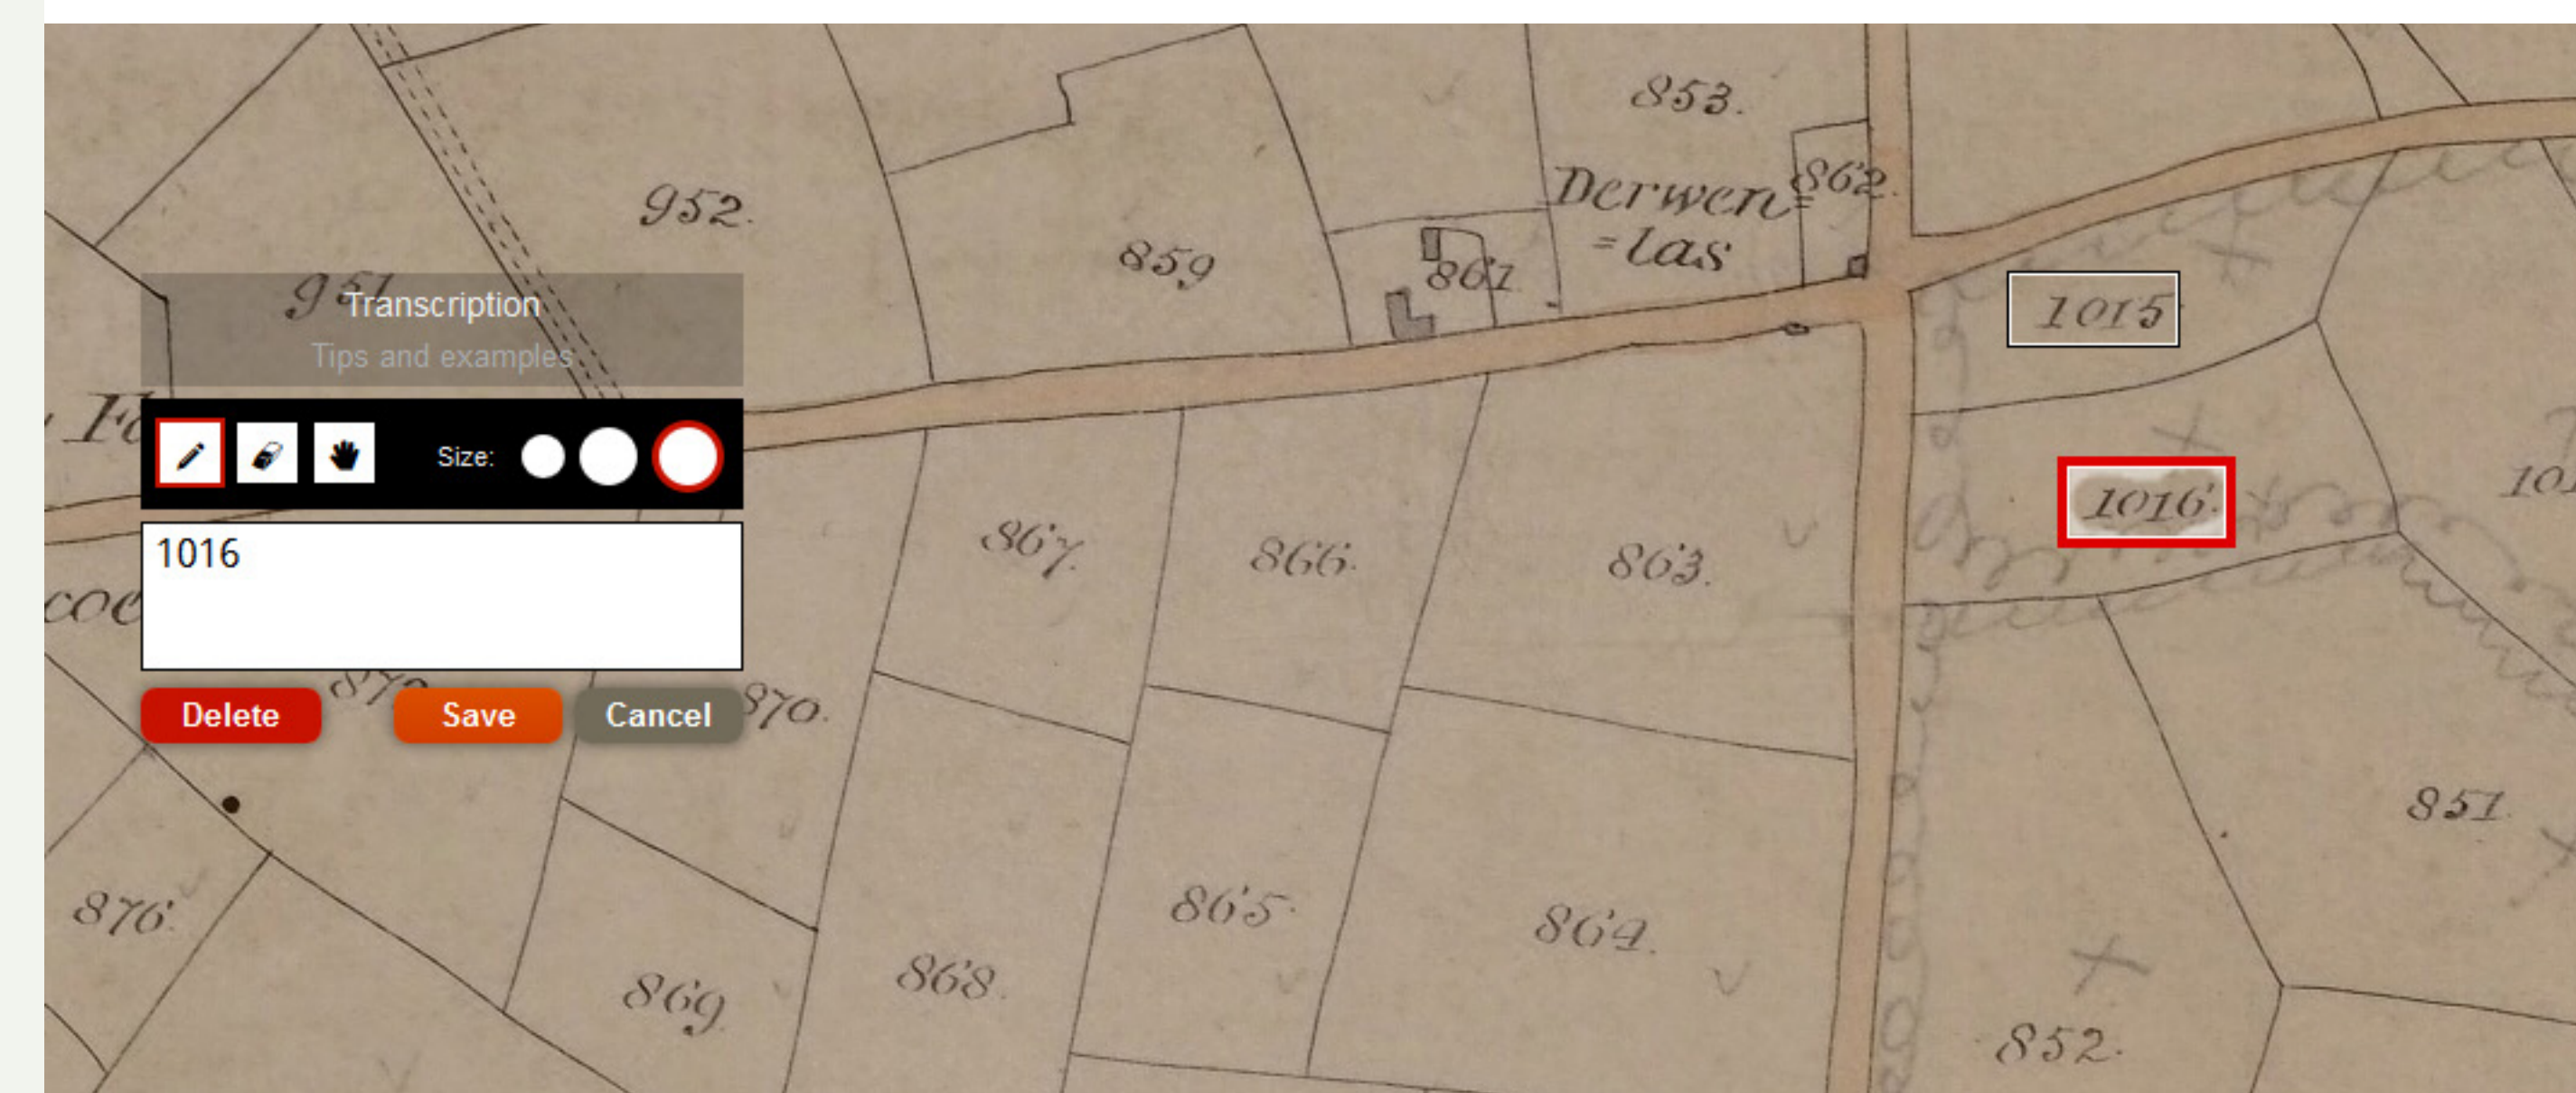 853.
862.
952.
Derwen=
=las
859
861
951
1015
Transcription
Tips and examples
Size:
1016.
1016
867.
866.
863.
870.
Delete
Save
Cancel
851.
876.
865.
864.
869.
868.
852.